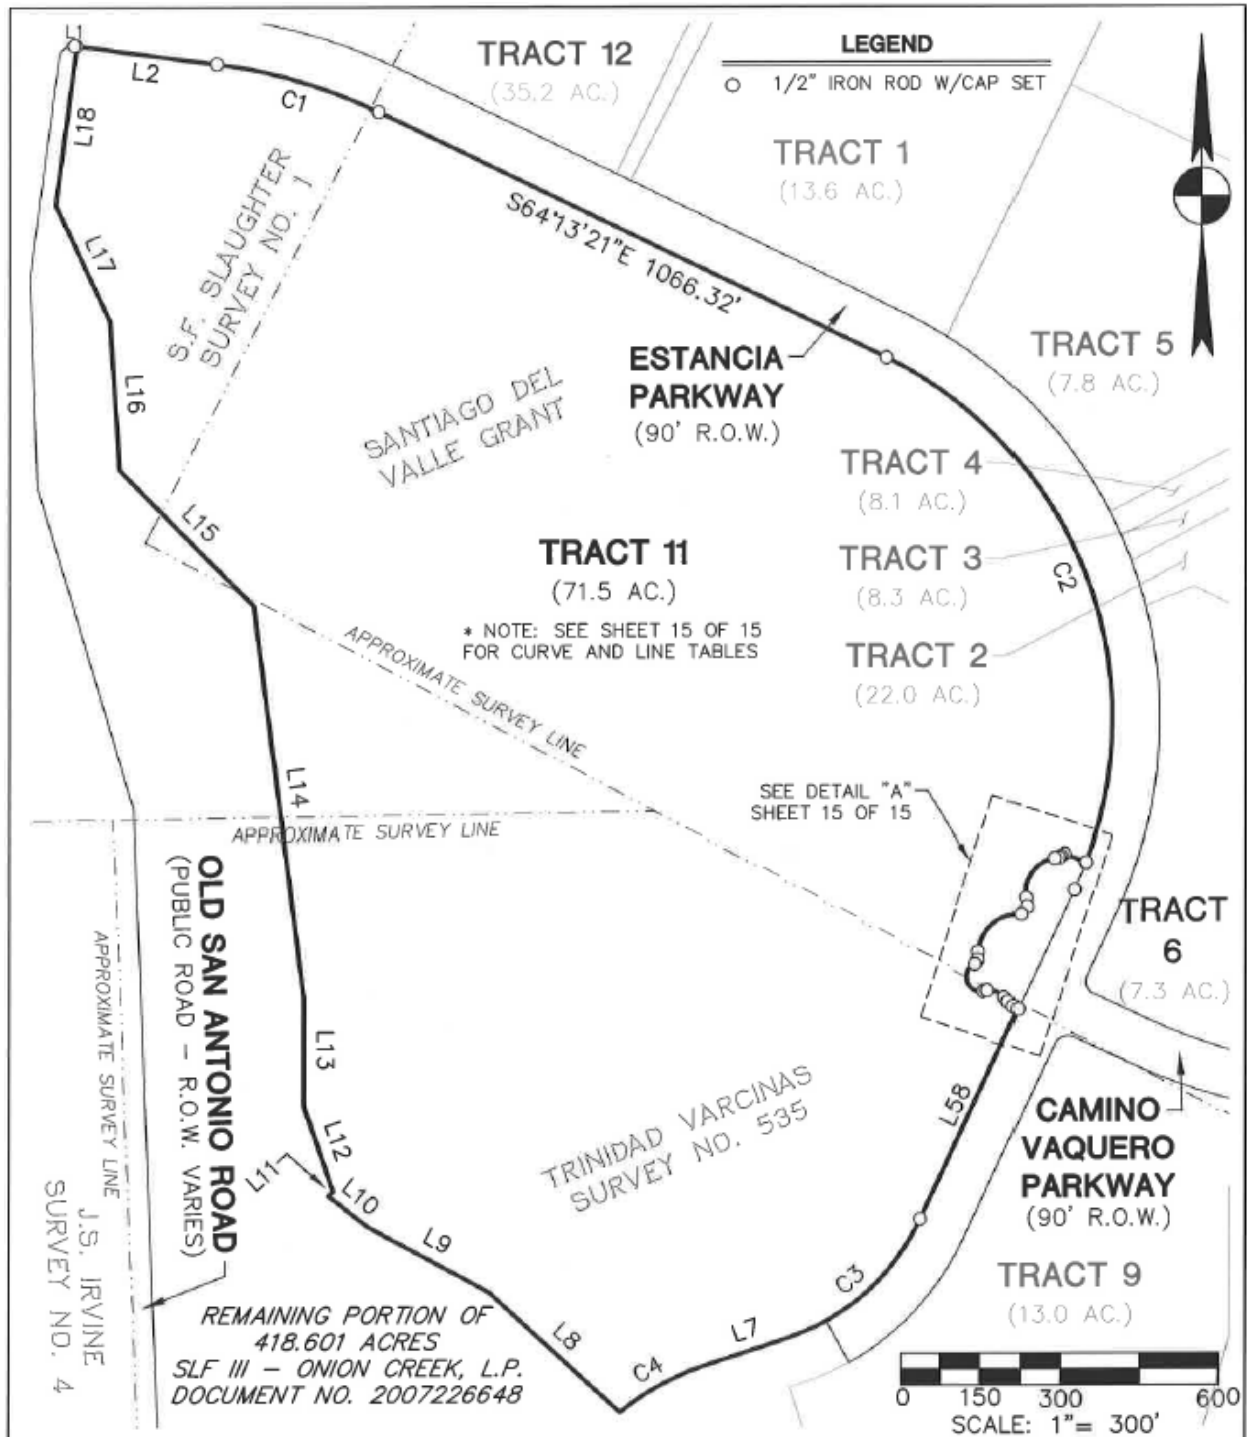 L1
L2
C1
L18
TRACT 12
(35.2 AC.)
LEGEND
1/2" IRON ROD W/CAP SET
TRACT 1
(13.6 AC.)
S.F. SLAUGHTER
SURVEY NO. 1
L17
S64°13'21"E 1066.32'
L16
ESTANCIA
PARKWAY
(90' R.O.W.)
TRACT 5
(7.8 AC.)
SANTIAGO DEL
VALLE GRANT
TRACT 4
(8.1 AC.)
L15
TRACT 11
(71.5 AC.)
* NOTE: SEE SHEET 15 OF 15
FOR CURVE AND LINE TABLES
TRACT 3
(8.3 AC.)
C2
TRACT 2
(22.0 AC.)
APPROXIMATE SURVEY LINE
L14
APPROXIMATE SURVEY LINE
SEE DETAIL "A"
SHEET 15 OF 15
OLD SAN ANTONIO ROAD
(PUBLIC ROAD - R.O.W. VARIES)
APPROXIMATE SURVEY LINE
TRACT
6
(7.3 AC.)
L13
L12
L11
L10
L9
TRINIDAD VARCINAS
SURVEY NO. 535
L58
CAMINO
VAQUERO
PARKWAY
(90' R.O.W.)
J.S. IRVINE
SURVEY NO. 4
TRACT 9
(13.0 AC.)
C3
L7
C4
L8
REMAINING PORTION OF
418.601 ACRES
SLF III - ONION CREEK, L.P.
DOCUMENT NO. 2007226648
0 150 300 600
SCALE: 1"= 300'